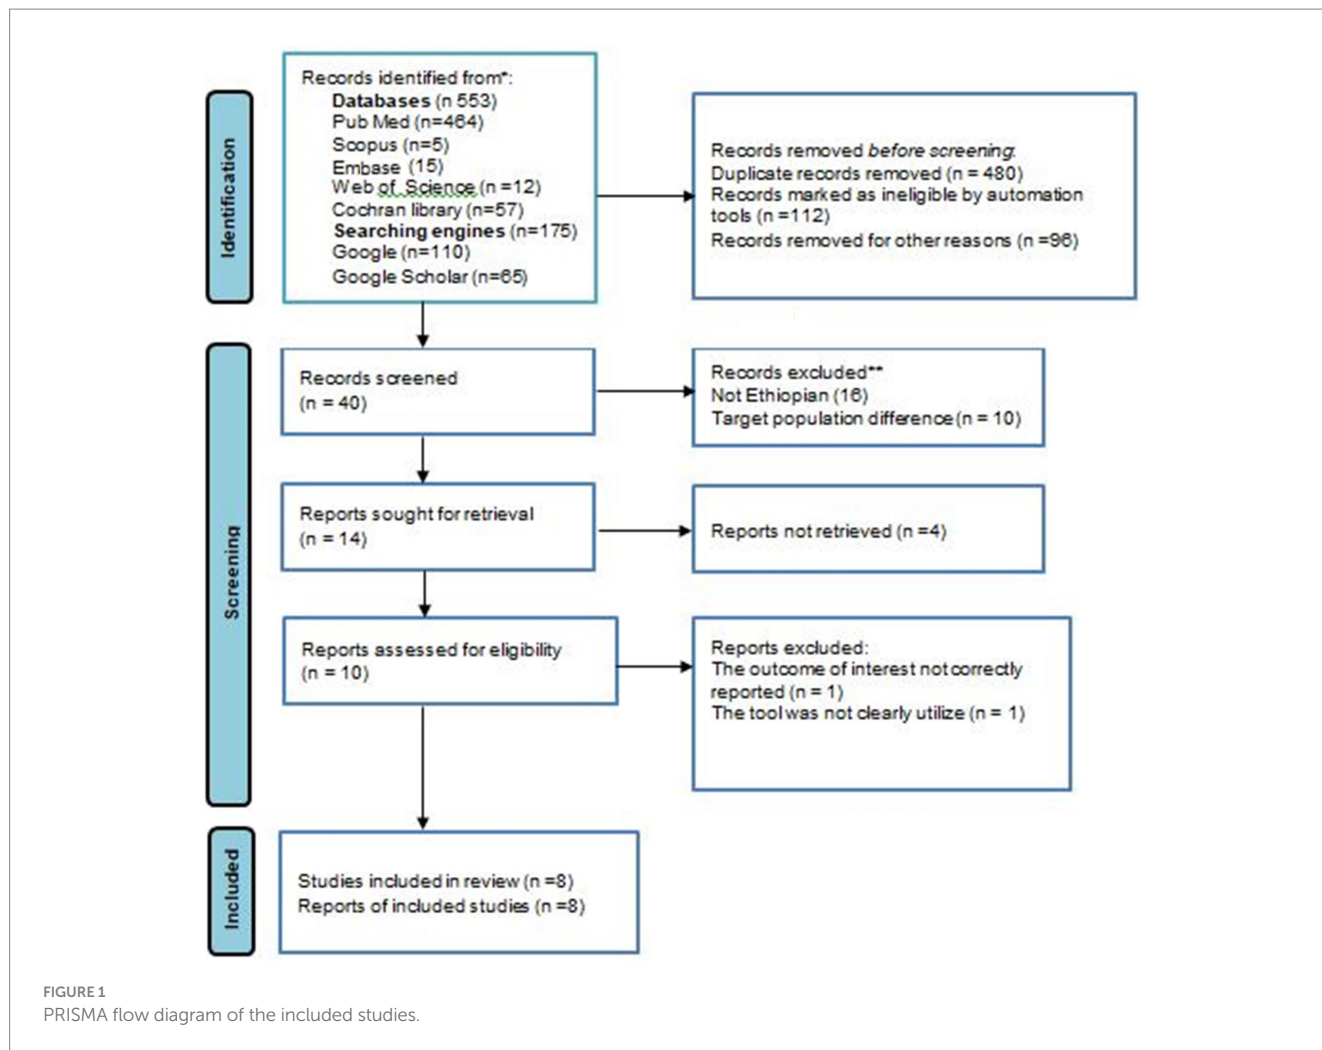 Identification
Records identified from*:
Databases (n 553)
Pub Med (n=464)
Scopus (n=5)
Embase (15)
Web of Science (n =12)
Cochran library (n=57)
Searching engines (n=175)
Google (n=110)
Google Scholar (n=65)
Records removed before screening:
Duplicate records removed (n = 480)
Records marked as ineligible by automation
tools (n =112)
Records removed for other reasons (n =96)
Screening
Records screened
(n = 40)
Records excluded**
Not Ethiopian (16)
Target population difference (n = 10)
Reports sought for retrieval
(n = 14)
Reports not retrieved (n =4)
Reports assessed for eligibility
(n = 10)
Reports excluded:
The outcome of interest not correctly
reported (n = 1)
The tool was not clearly utilize (n = 1)
Included
Studies included in review (n =8)
Reports of included studies (n =8)
FIGURE 1
PRISMA flow diagram of the included studies.